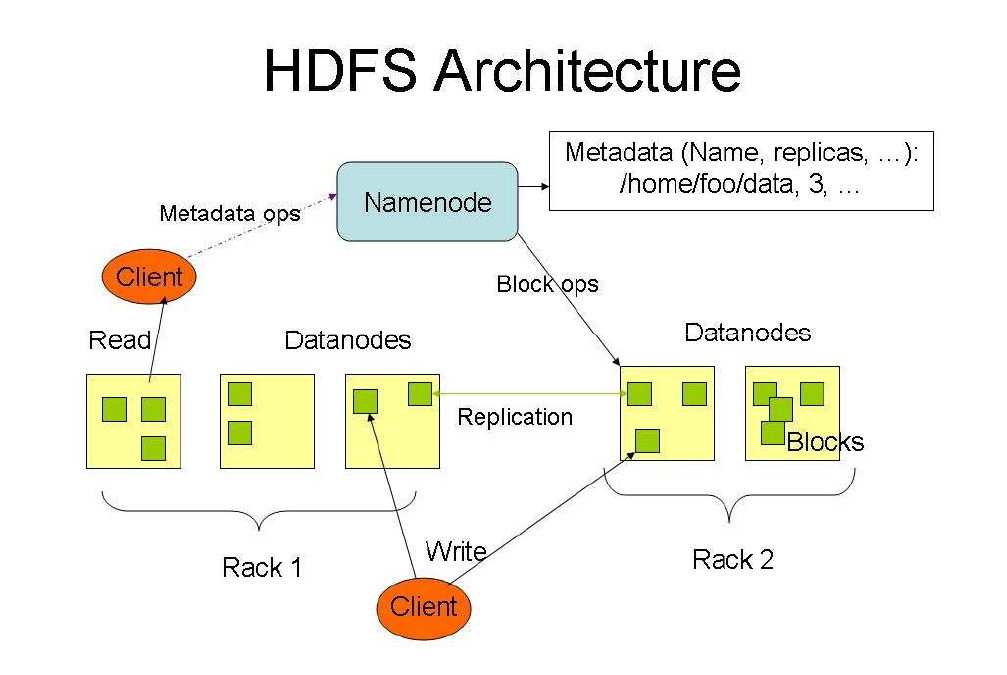 HDFS Architecture
Metadata (Name, replicas, …):
/home/foo/data, 3, …
Namenode
Metadata ops
Client
Block ops
Read
Datanodes
Datanodes
Replication
Blocks
Rack 1
Write
Rack 2
Client